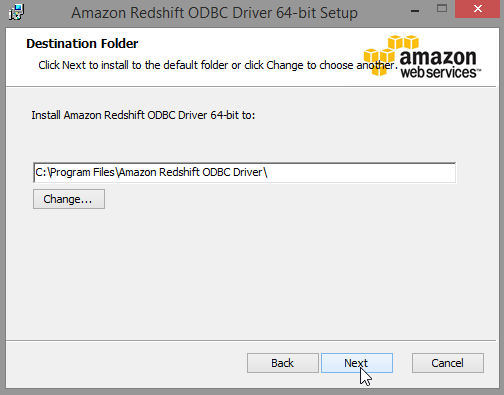 Amazon Redshift ODBC Driver 64-bit Setup
Destination Folder
Click Next to install to the default folder or click Change to choose another.
amazon
webservices™
Install Amazon Redshift ODBC Driver 64-bit to:
C:\Program Files\Amazon Redshift ODBC Driver\
Change...
Back Next Cancel